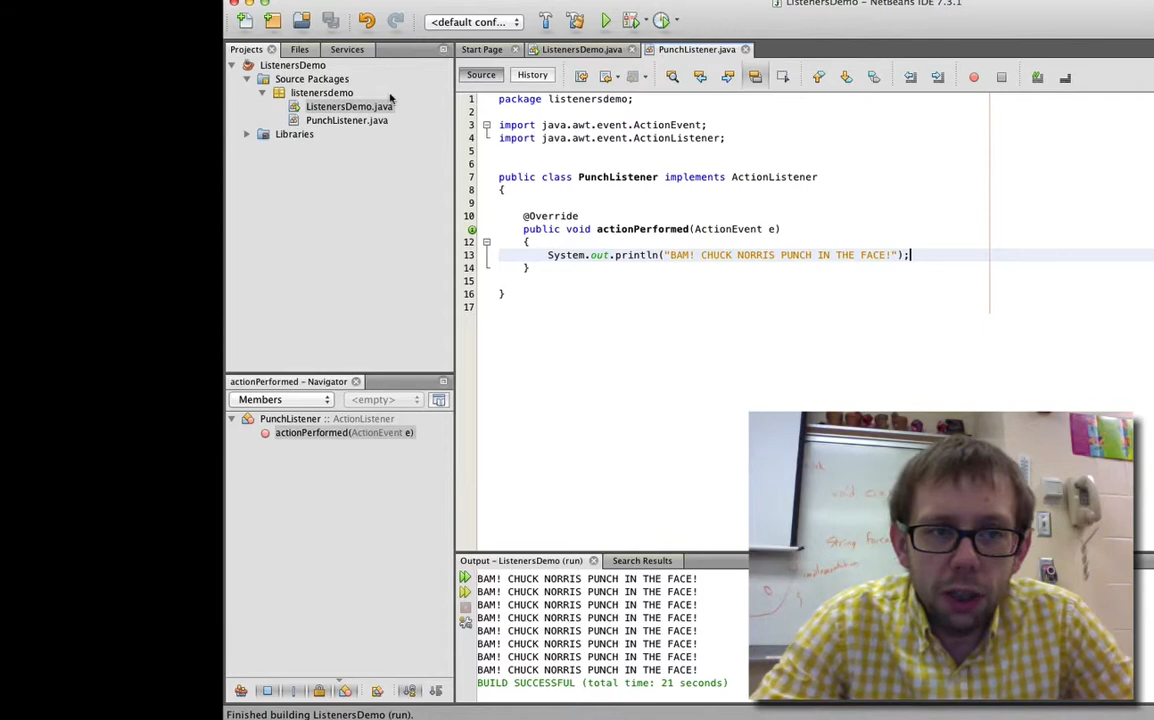 ListenersDemo – NetBeans IDE 7.3.1
<default conf...
Projects
Files
Services
Start Page
ListenersDemo.java
PunchListener.java
ListenersDemo
Source Packages
listenersdemo
ListenersDemo.java
PunchListener.java
Libraries
Source
History
1 package listenersdemo;
2
3 import java.awt.event.ActionEvent;
4 import java.awt.event.ActionListener;
5
6
7 public class PunchListener implements ActionListener
8 {
9
10 @Override
public void actionPerformed(ActionEvent e)
12 {
13 System.out.println("BAM! CHUCK NORRIS PUNCH IN THE FACE!");
14 }
15
16 }
17
actionPerformed – Navigator
Members
<empty>
PunchListener :: ActionListener
actionPerformed(ActionEvent e)
Output – ListenersDemo (run)
Search Results
BAM! CHUCK NORRIS PUNCH IN THE FACE!
BAM! CHUCK NORRIS PUNCH IN THE FACE!
BAM! CHUCK NORRIS PUNCH IN THE FACE!
BAM! CHUCK NORRIS PUNCH IN THE FACE!
BAM! CHUCK NORRIS PUNCH IN THE FACE!
BAM! CHUCK NORRIS PUNCH IN THE FACE!
BAM! CHUCK NORRIS PUNCH IN THE FACE!
BAM! CHUCK NORRIS PUNCH IN THE FACE!
BUILD SUCCESSFUL (total time: 21 seconds)
Finished building ListenersDemo (run).
void
String